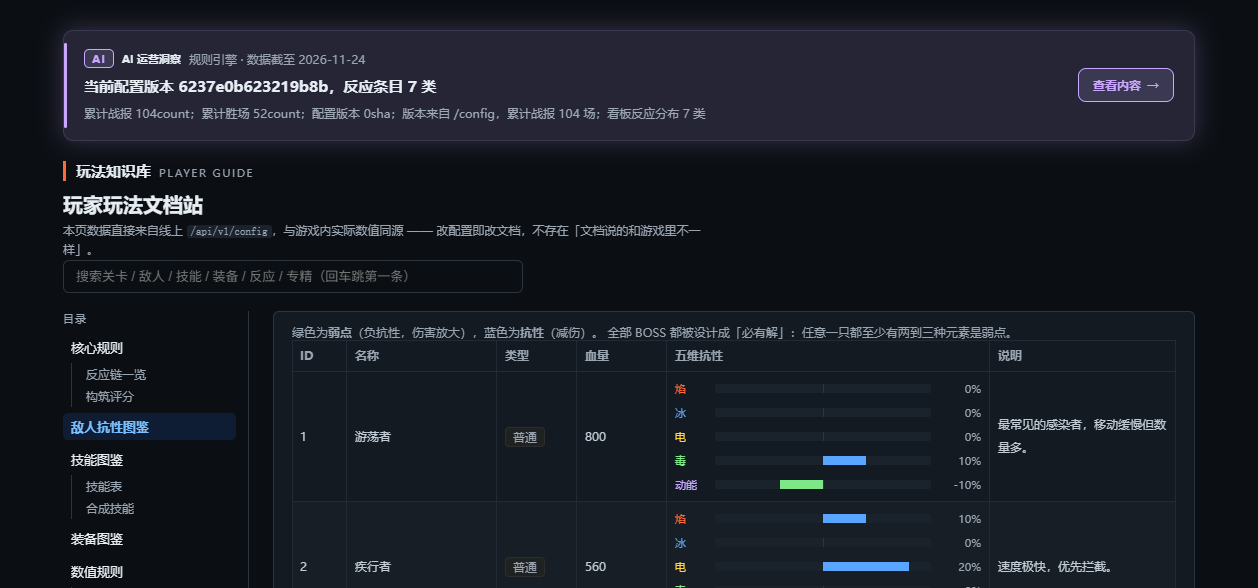 AI AI 运营洞察 规则引擎 · 数据截至 2026-11-24
当前配置版本 6237e0b623219b8b，反应条目 7 类
累计战报 104count；累计胜场 52count；配置版本 0sha；版本来自 /config，累计战报 104 场；看板反应分布 7 类
查看内容 →
玩法知识库 PLAYER GUIDE
玩家玩法文档站
本页数据直接来自线上 /api/v1/config，与游戏内实际数值同源 —— 改配置即改文档，不存在「文档说的和游戏里不一
样」。
搜索关卡 / 敌人 / 技能 / 装备 / 反应 / 专精（回车跳第一条）
目录
核心规则
反应链一览
构筑评分
敌人抗性图鉴
技能图鉴
技能表
合成技能
装备图鉴
数值规则
绿色为弱点（负抗性，伤害放大），蓝色为抗性（减伤）。 全部 BOSS 都被设计成「必有解」：任意一只都至少有两到三种元素是弱点。
ID 名称 类型 血量 五维抗性 说明
1 游荡者 普通 800
焰 0%
冰 0%
电 0%
毒 10%
动能 -10%
最常见的感染者，移动缓慢但数
量多。
2 疾行者 普通 560
焰 10%
冰 0%
电 20%
速度极快，优先拦截。